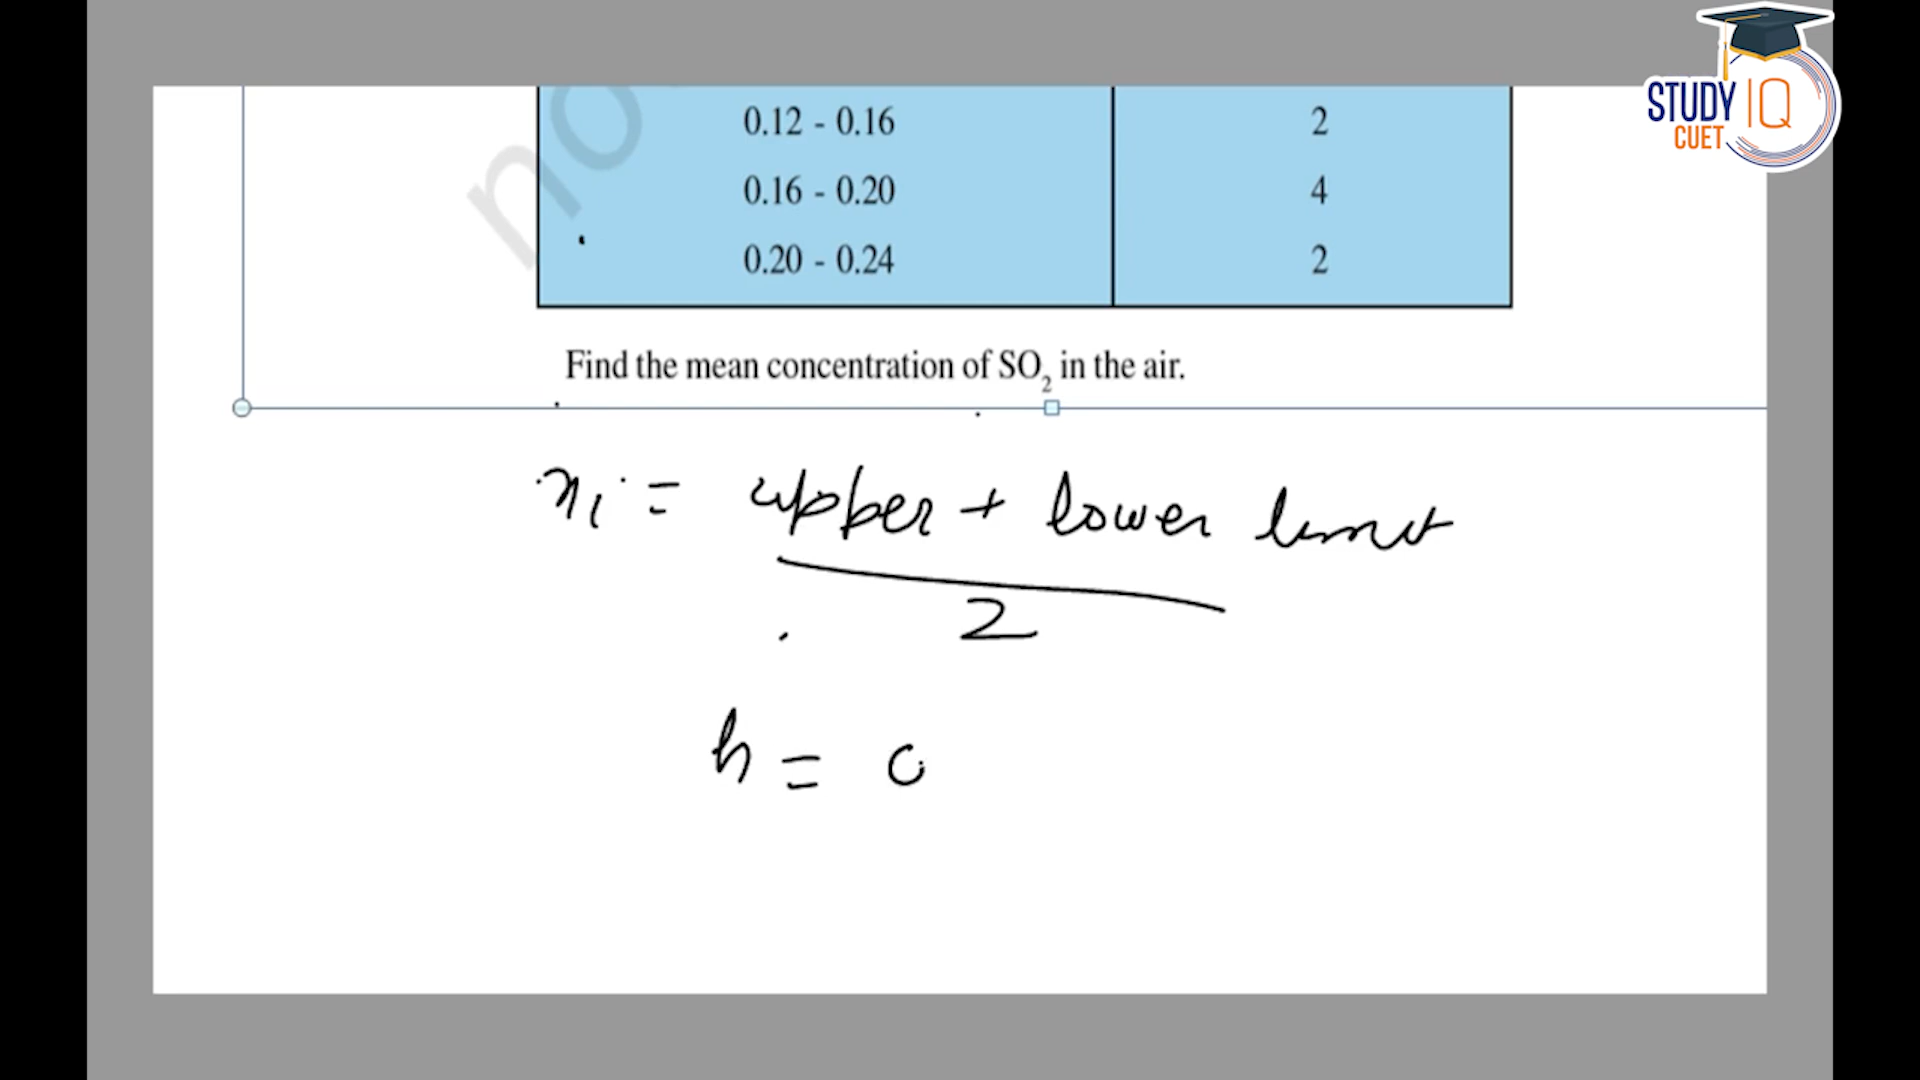 STUDY IQ
CUET
no
0.12 - 0.16 2
0.16 - 0.20 4
0.20 - 0.24 2
Find the mean concentration of SO₂ in the air.
xi = upper + lower limit
2
h = 0